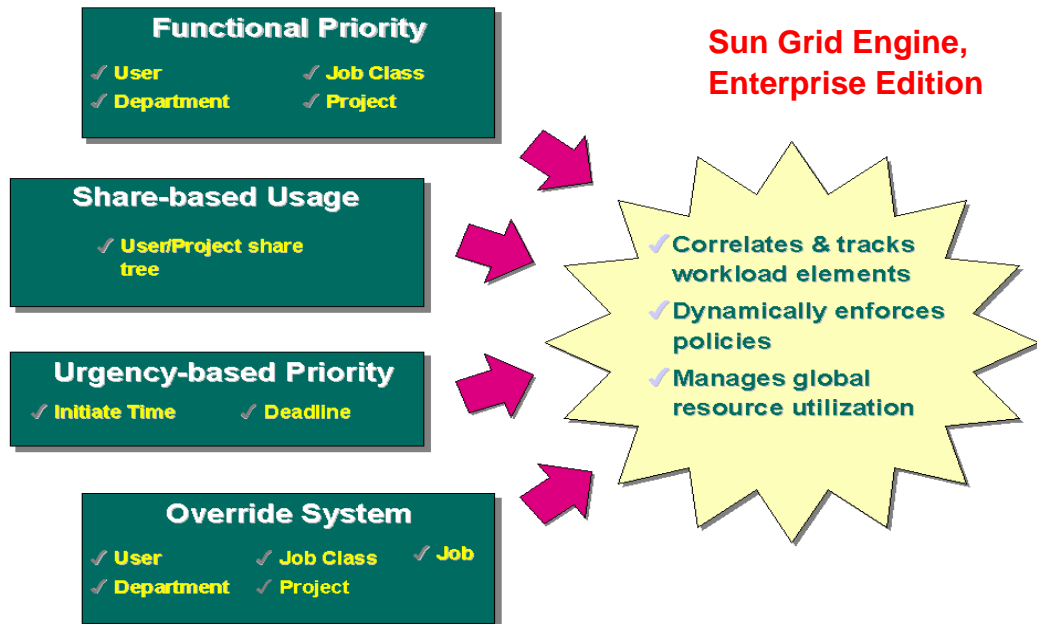 Functional Priority
✓ User ✓ Job Class
✓ Department ✓ Project
Sun Grid Engine,
Enterprise Edition
Share-based Usage
✓ User/Project share
tree
Urgency-based Priority
✓ Initiate Time ✓ Deadline
Override System
✓ User ✓ Job Class ✓ Job
✓ Department ✓ Project
✓ Correlates & tracks
workload elements
✓ Dynamically enforces
policies
✓ Manages global
resource utilization